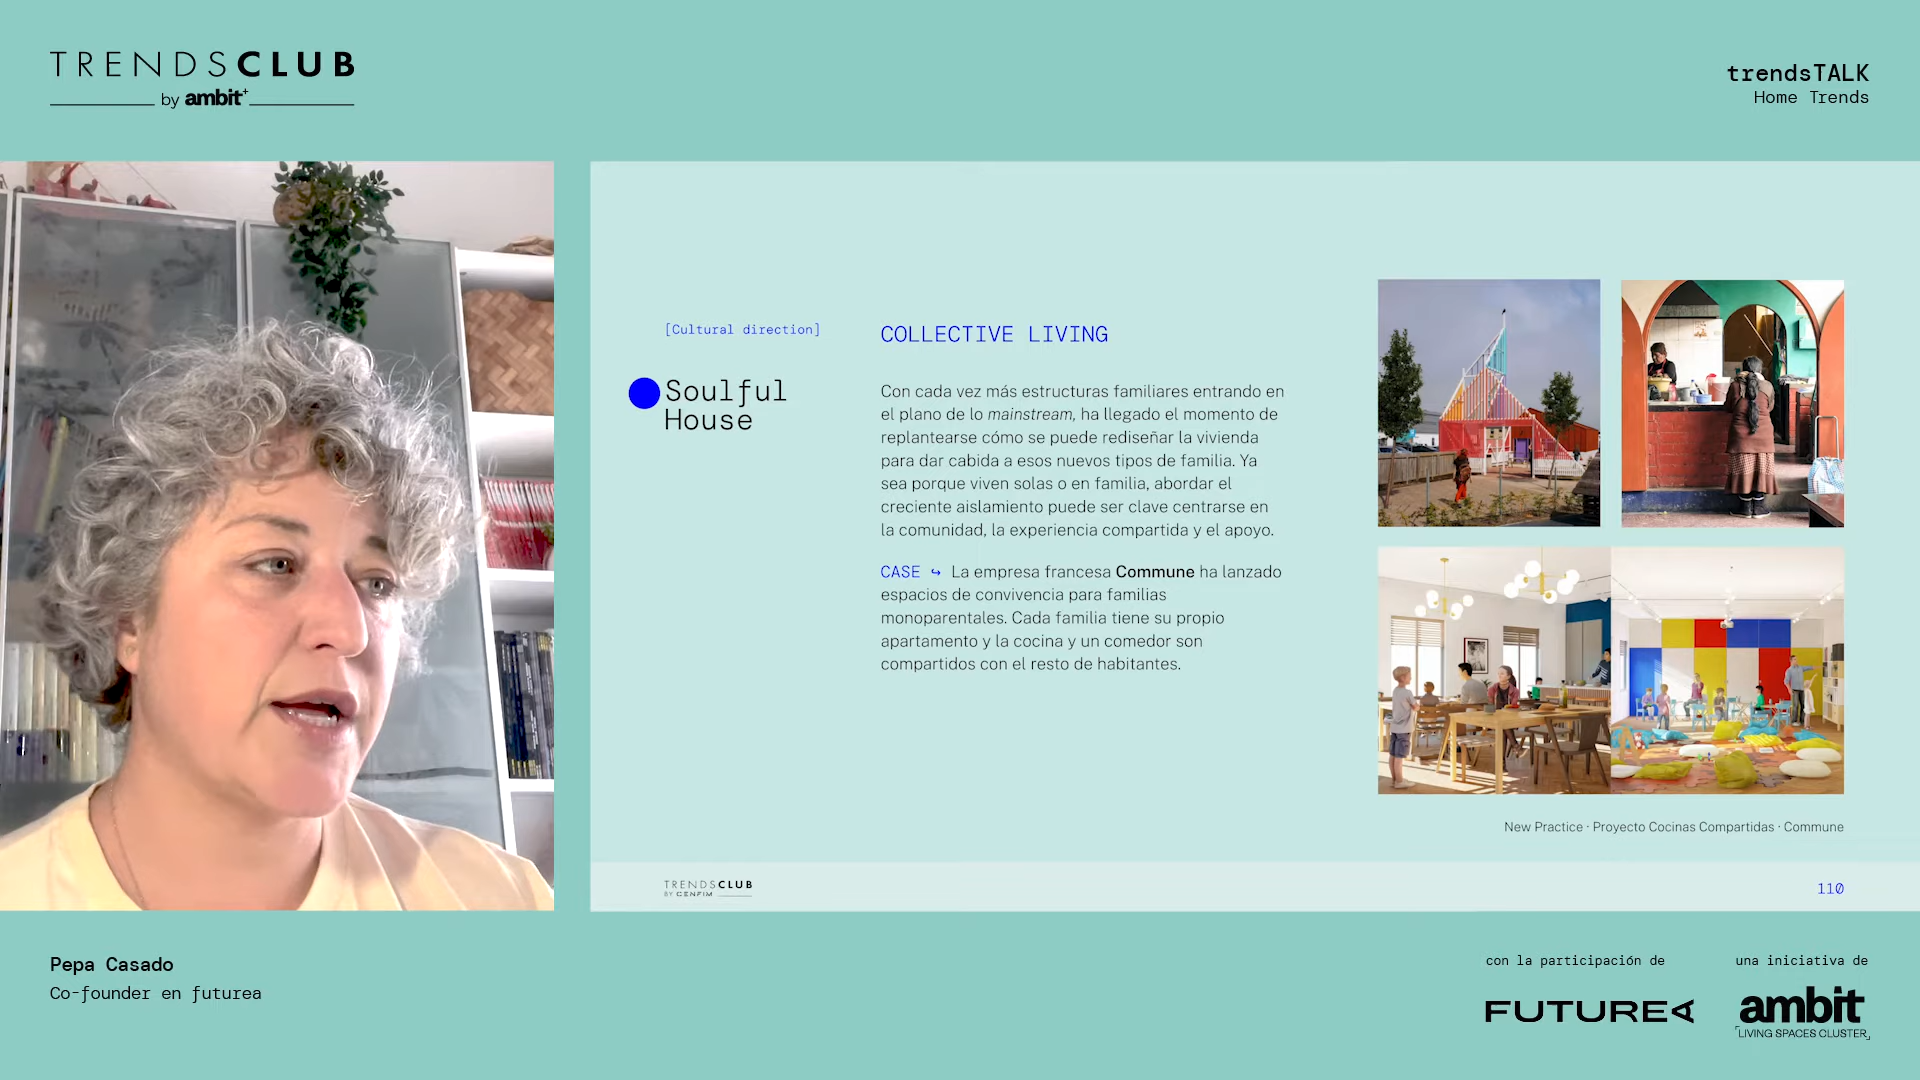 TRENDSCLUB
by ambit+
trendsTALK
Home Trends
[Cultural direction]
Soulful
House
COLLECTIVE LIVING
Con cada vez más estructuras familiares entrando en
el plano de lo mainstream, ha llegado el momento de
replantearse cómo se puede rediseñar la vivienda
para dar cabida a esos nuevos tipos de familia. Ya
sea porque viven solas o en familia, abordar el
creciente aislamiento puede ser clave centrarse en
la comunidad, la experiencia compartida y el apoyo.
CASE ↪ La empresa francesa Commune ha lanzado
espacios de convivencia para familias
monoparentales. Cada familia tiene su propio
apartamento y la cocina y un comedor son
compartidos con el resto de habitantes.
New Practice · Proyecto Cocinas Compartidas · Commune
TRENDSCLUB
BY CENFIM
110
Pepa Casado
Co-founder en futurea
con la participación de
FUTUREA
una iniciativa de
ambit
LIVING SPACES CLUSTER